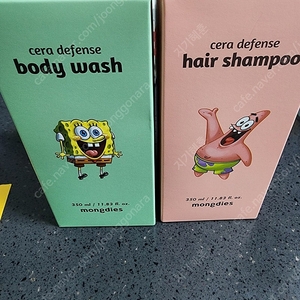 cera defense
body wash
350 ml / 11.83 fl. oz.
mongdies
cera defense
hair shampoo
350 ml / 11.83 fl. oz.
mongdies